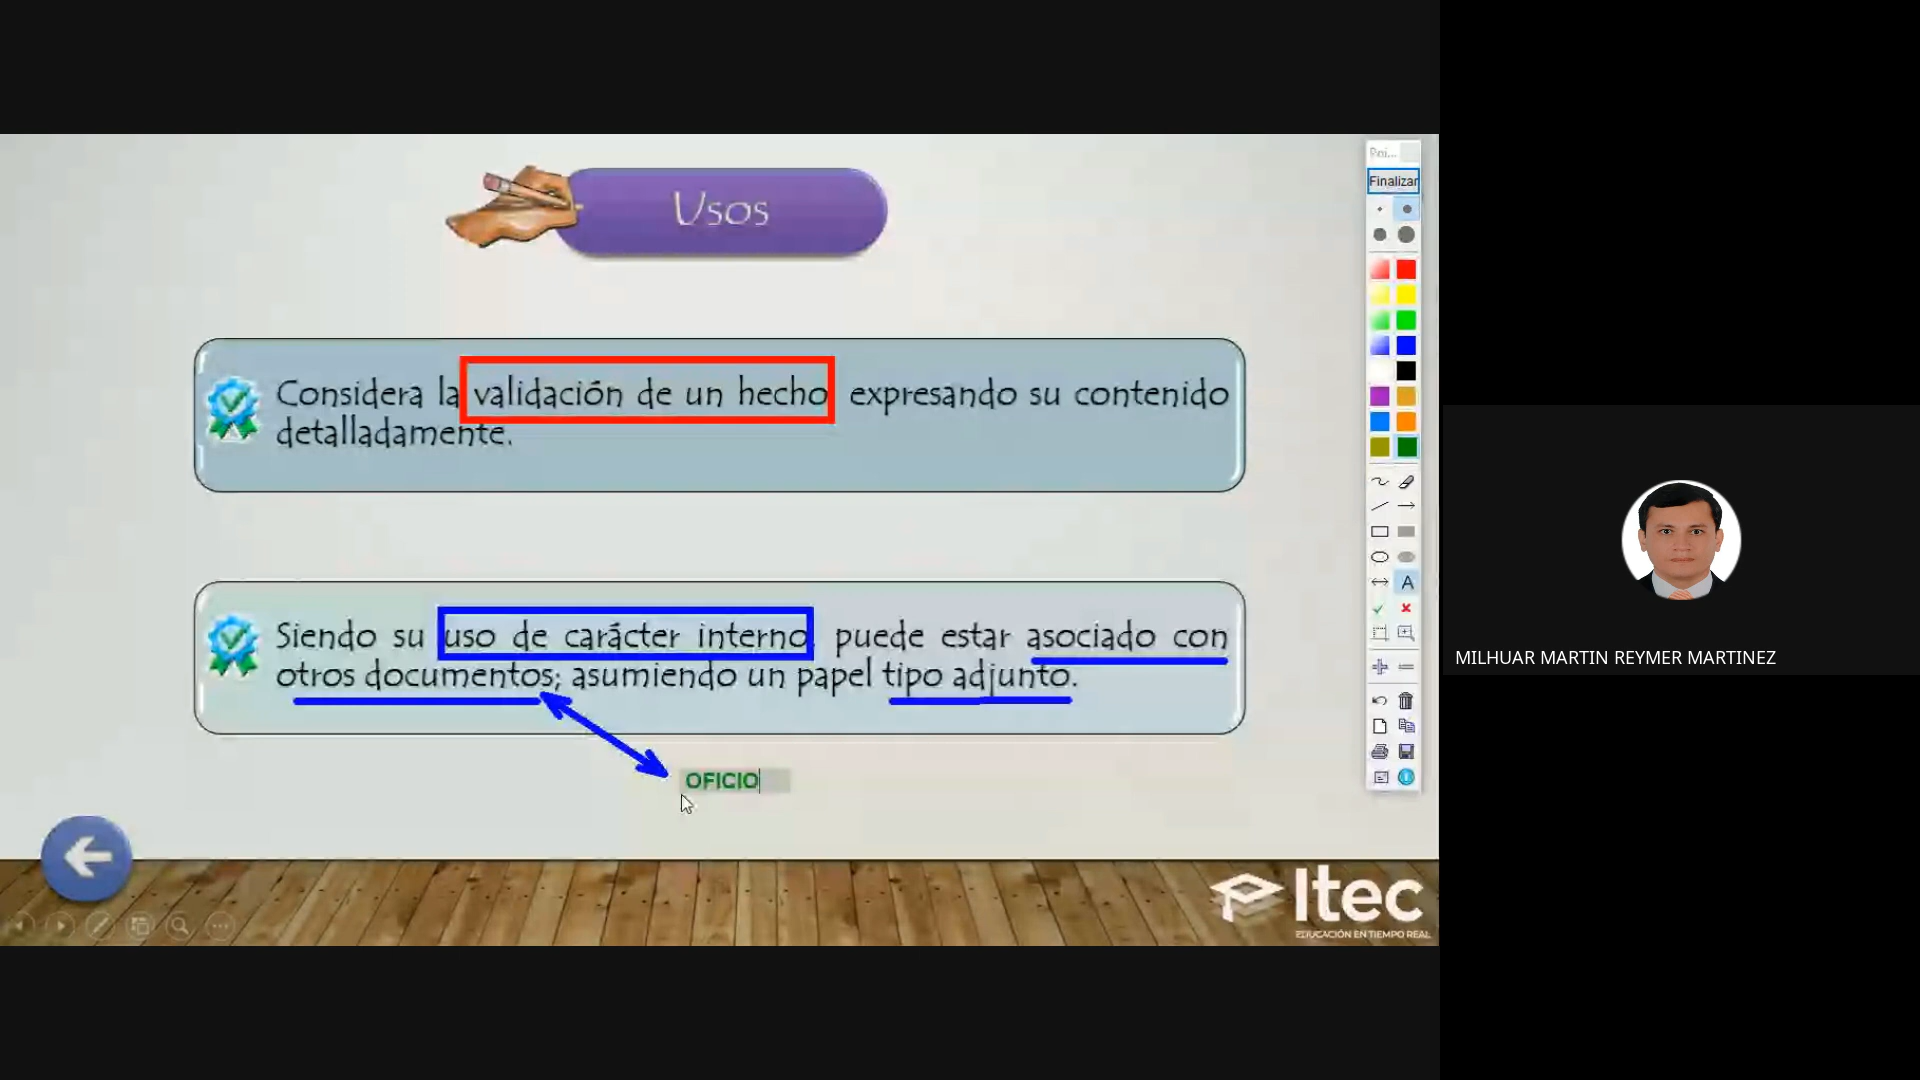 Poi...
Finalizar
Usos
Considera la validación de un hecho expresando su contenido
detalladamente.
Siendo su uso de carácter interno puede estar asociado con
otros documentos; asumiendo un papel tipo adjunto.
OFICIO
A
Itec
EDUCACIÓN EN TIEMPO REAL
MILHUAR MARTIN REYMER MARTINEZ